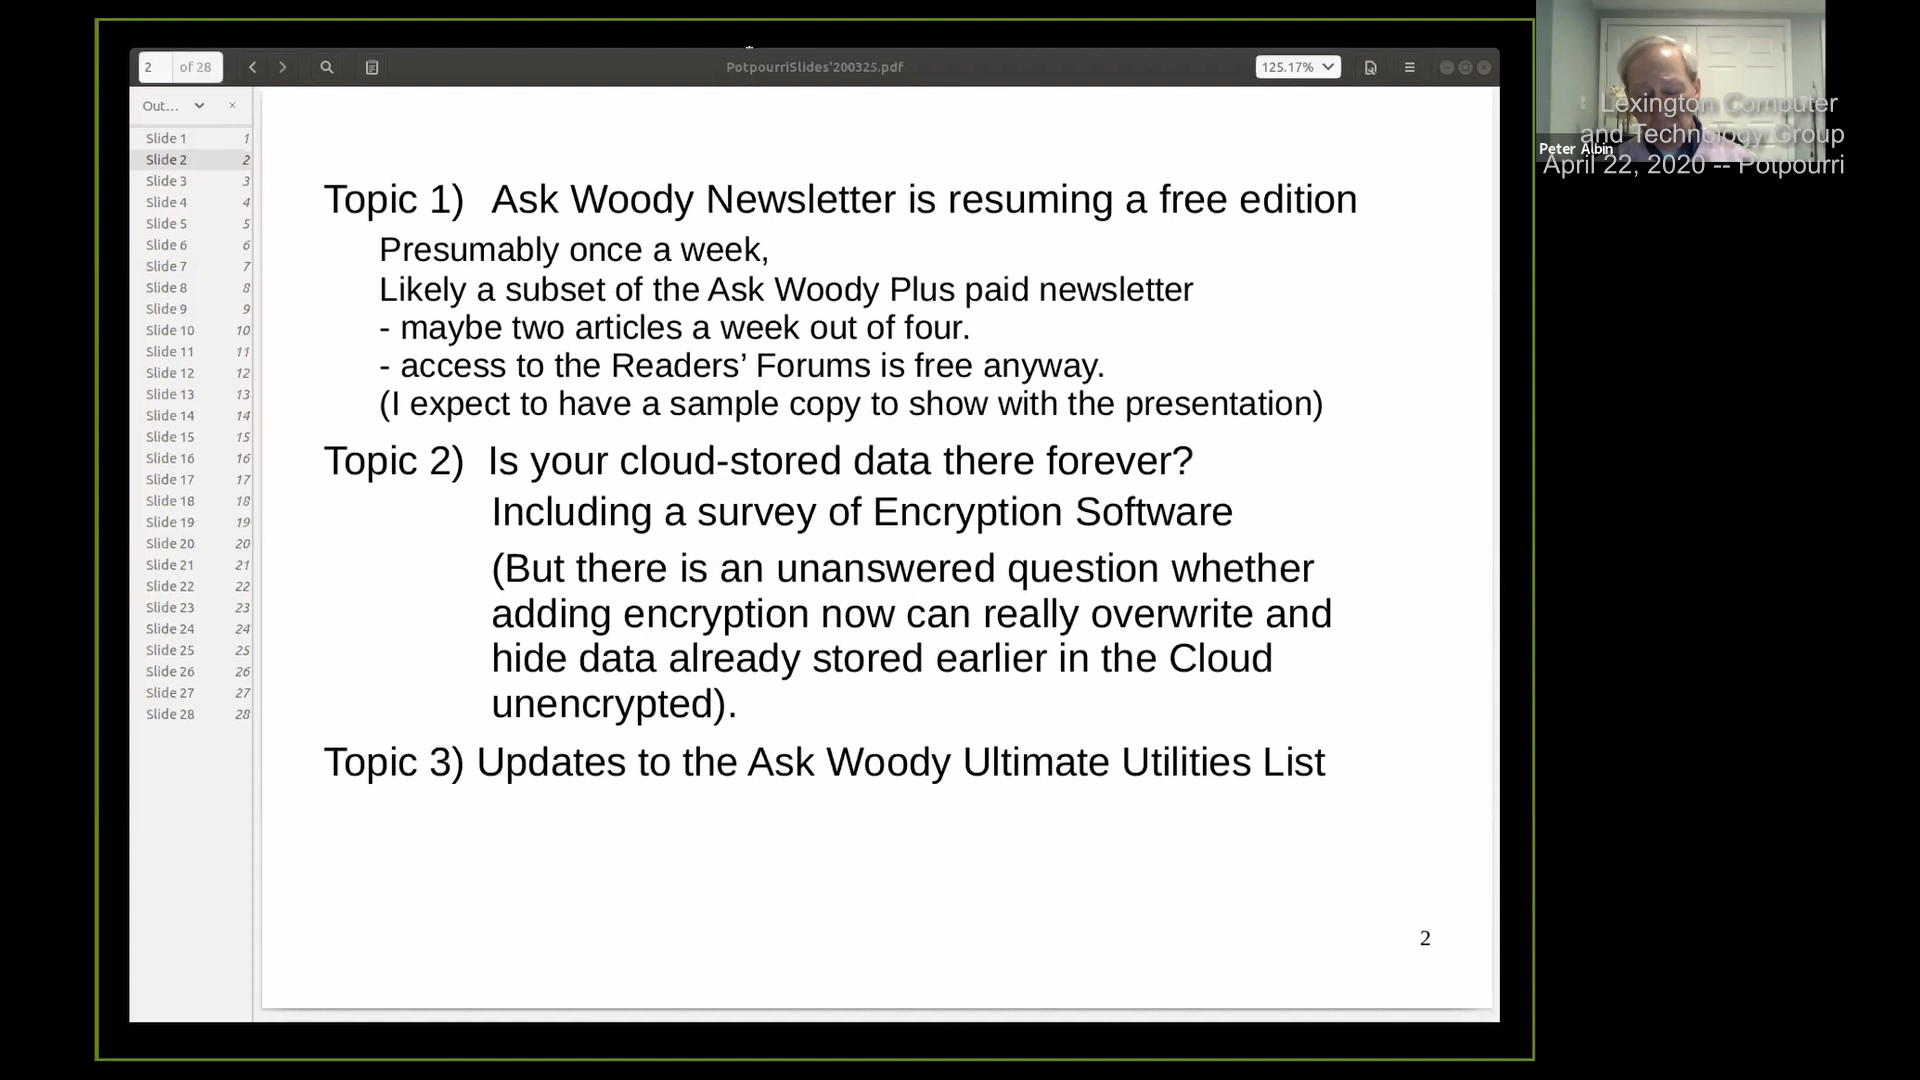 2 of 28
PotpourriSlides'200325.pdf
125.17%
Out...
Slide 1 1
Slide 2 2
Slide 3 3
Slide 4 4
Slide 5 5
Slide 6 6
Slide 7 7
Slide 8 8
Slide 9 9
Slide 10 10
Slide 11 11
Slide 12 12
Slide 13 13
Slide 14 14
Slide 15 15
Slide 16 16
Slide 17 17
Slide 18 18
Slide 19 19
Slide 20 20
Slide 21 21
Slide 22 22
Slide 23 23
Slide 24 24
Slide 25 25
Slide 26 26
Slide 27 27
Slide 28 28
Topic 1) Ask Woody Newsletter is resuming a free edition
Presumably once a week,
Likely a subset of the Ask Woody Plus paid newsletter
- maybe two articles a week out of four.
- access to the Readers’ Forums is free anyway.
(I expect to have a sample copy to show with the presentation)
Topic 2) Is your cloud-stored data there forever?
Including a survey of Encryption Software
(But there is an unanswered question whether
adding encryption now can really overwrite and
hide data already stored earlier in the Cloud
unencrypted).
Topic 3) Updates to the Ask Woody Ultimate Utilities List
2
Lexington Computer
and Technology Group
April 22, 2020 -- Potpourri
Peter Albin